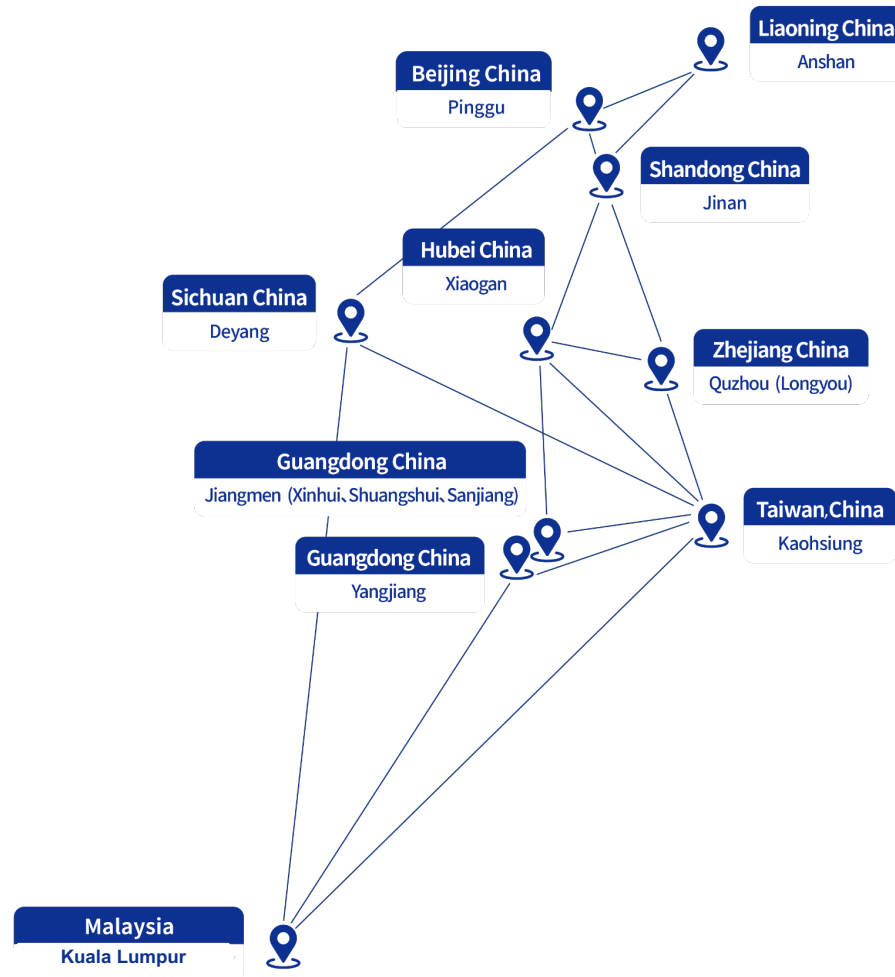 Liaoning China
Anshan
Beijing China
Pinggu
Shandong China
Jinan
Hubei China
Xiaogan
Sichuan China
Deyang
Zhejiang China
Quzhou (Longyou)
Guangdong China
Jiangmen (Xinhui、Shuangshui、Sanjiang)
Taiwan,China
Kaohsiung
Guangdong China
Yangjiang
Malaysia
Kuala Lumpur